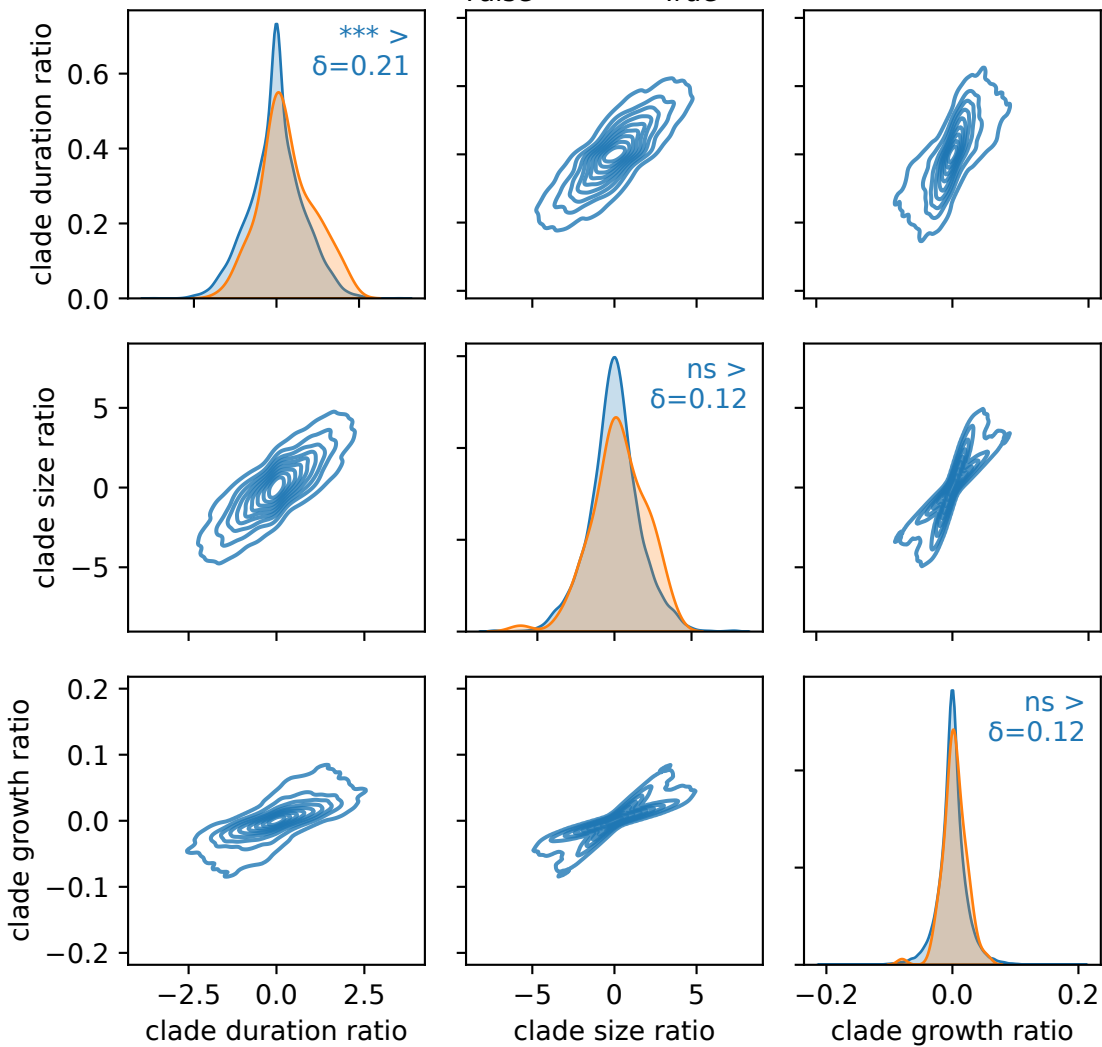 clade duration ratio
0.6
0.4
0.2
0.0
*** >
δ=0.21
clade size ratio
5
0
−5
ns >
δ=0.12
clade growth ratio
0.2
0.1
0.0
−0.1
−0.2
ns >
δ=0.12
−2.5 0.0 2.5
−5 0 5
−0.2 0.0 0.2
clade duration ratio
clade size ratio
clade growth ratio